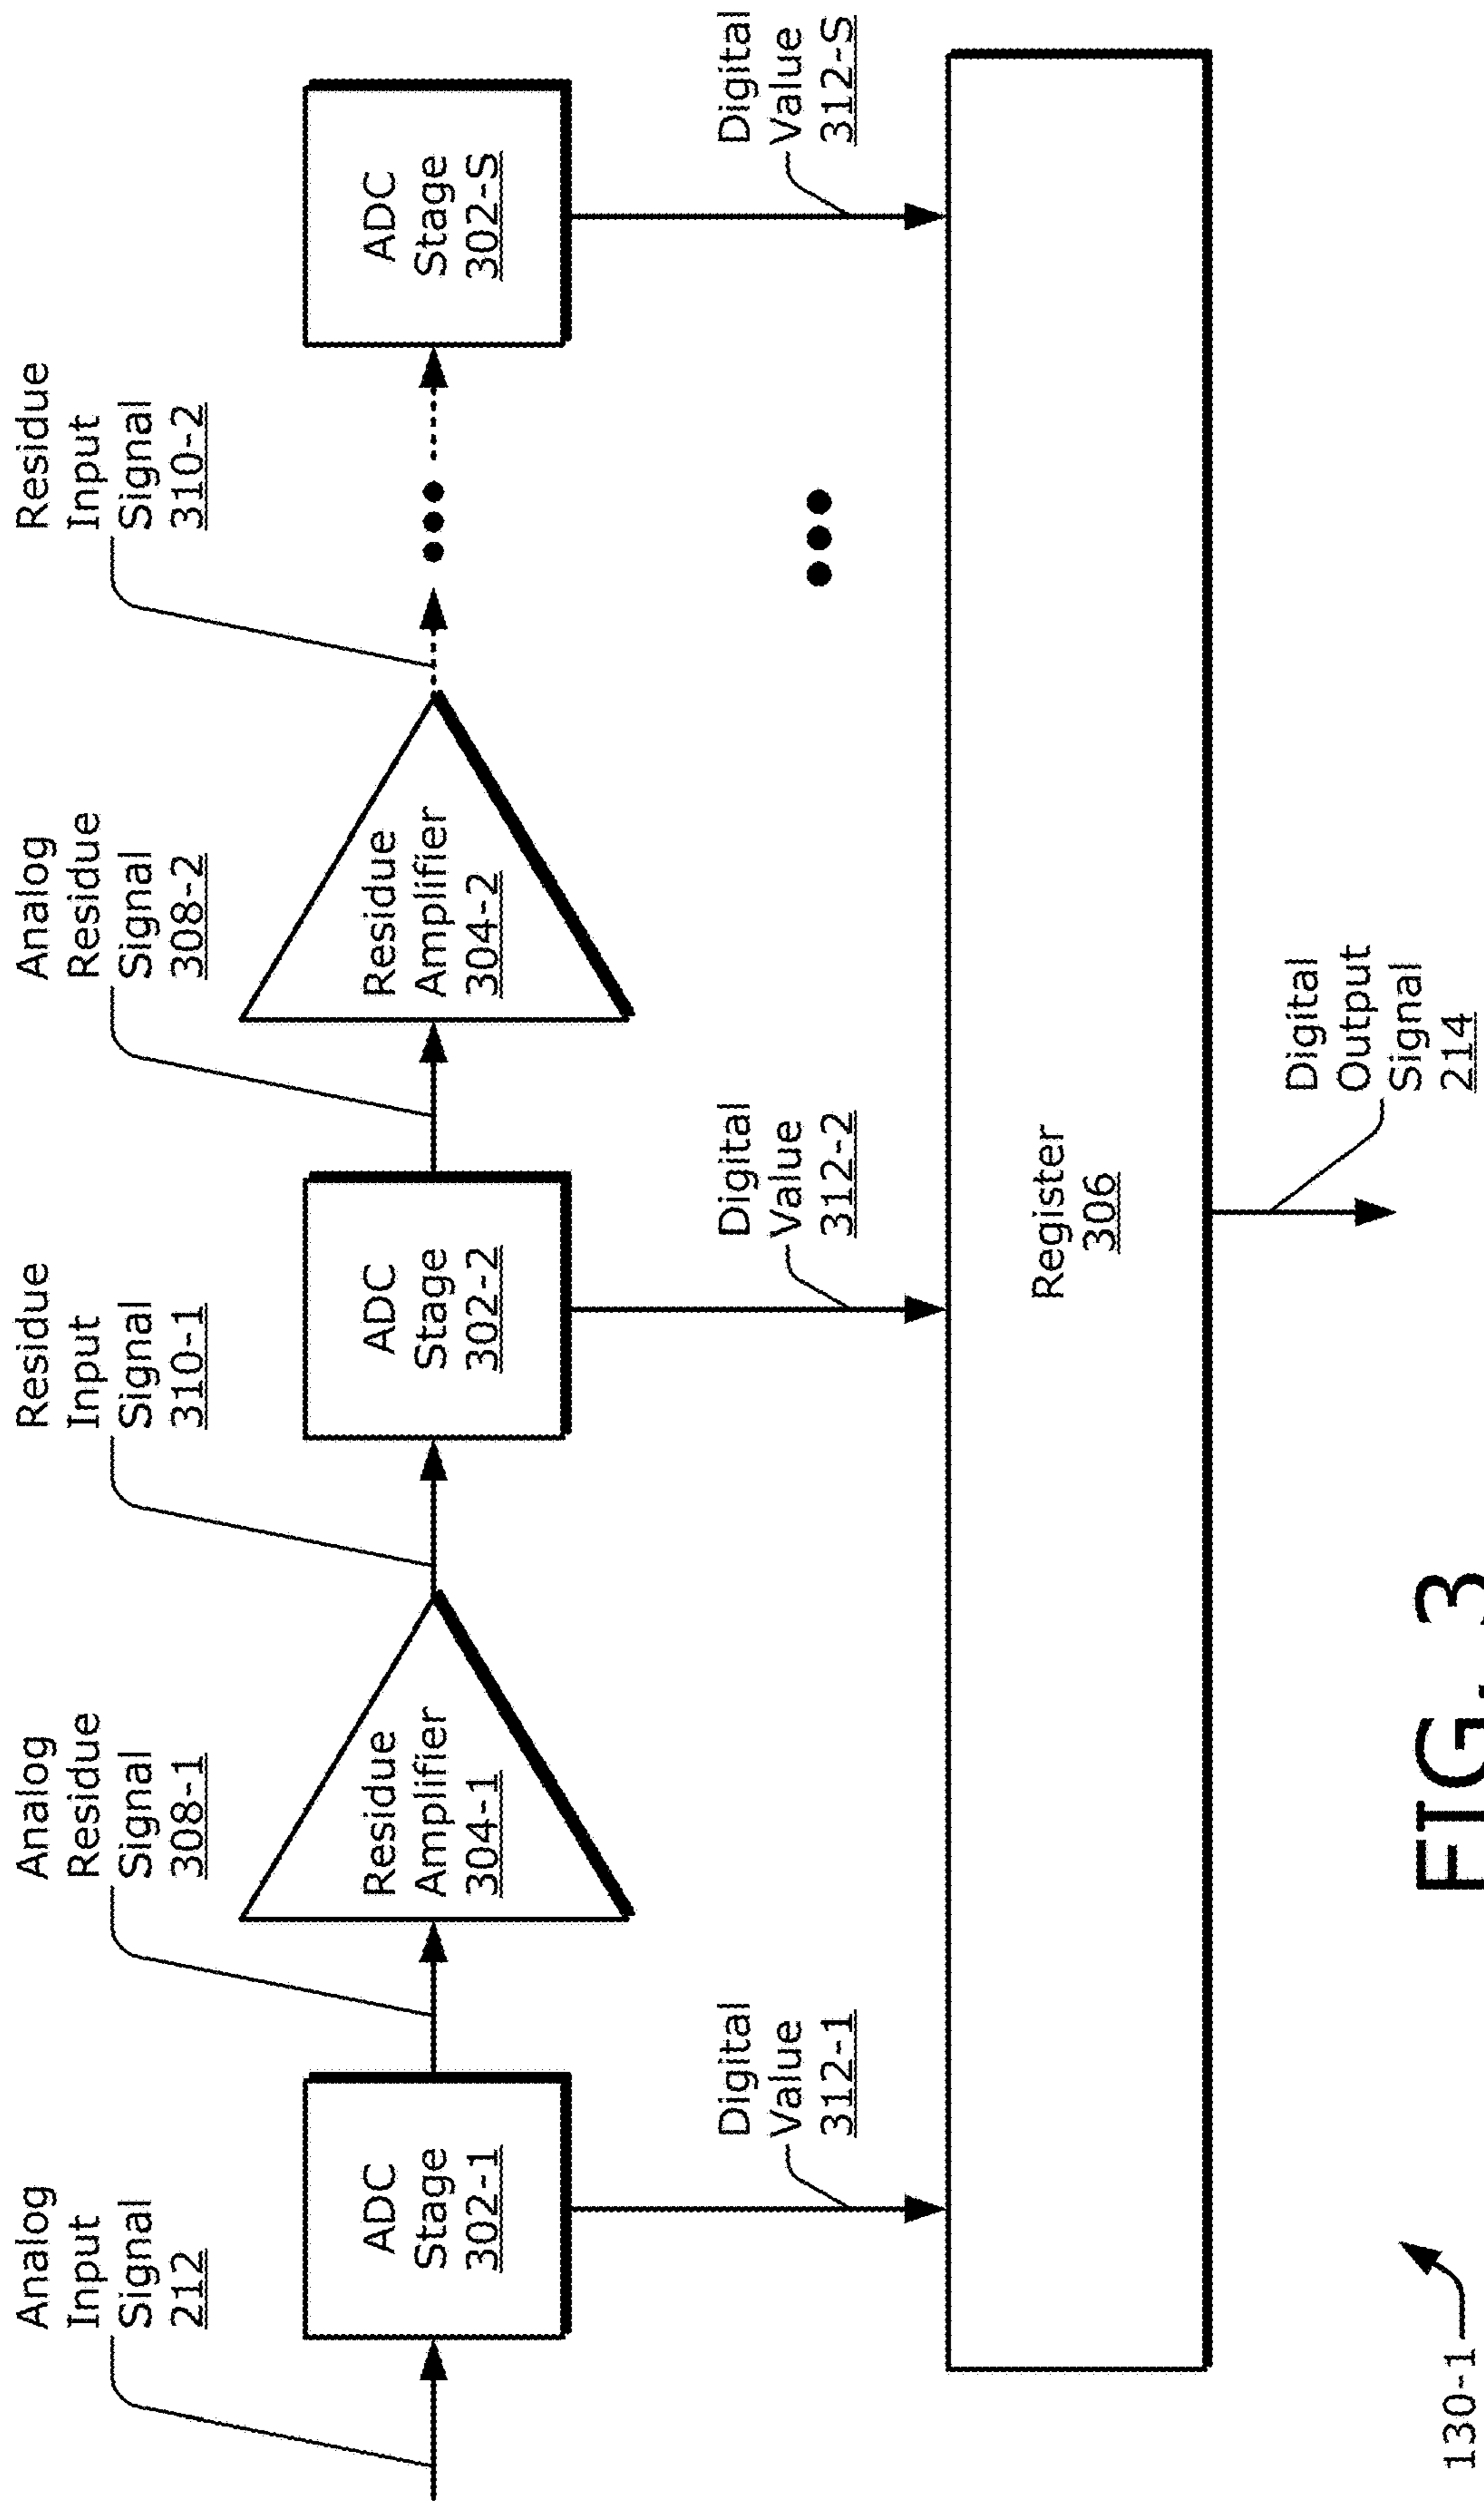 Analog
Input
Signal
212
Analog
Residue
Signal
308-1
Residue
Input
Signal
310-1
Analog
Residue
Signal
308-2
Residue
Input
Signal
310-2
ADC
Stage
302-1
Residue
Amplifier
304-1
ADC
Stage
302-2
Residue
Amplifier
304-2
ADC
Stage
302-S
Digital
Value
312-1
Digital
Value
312-2
Digital
Value
312-S
Register
306
Digital
Output
Signal
214
130-1
FIG. 3